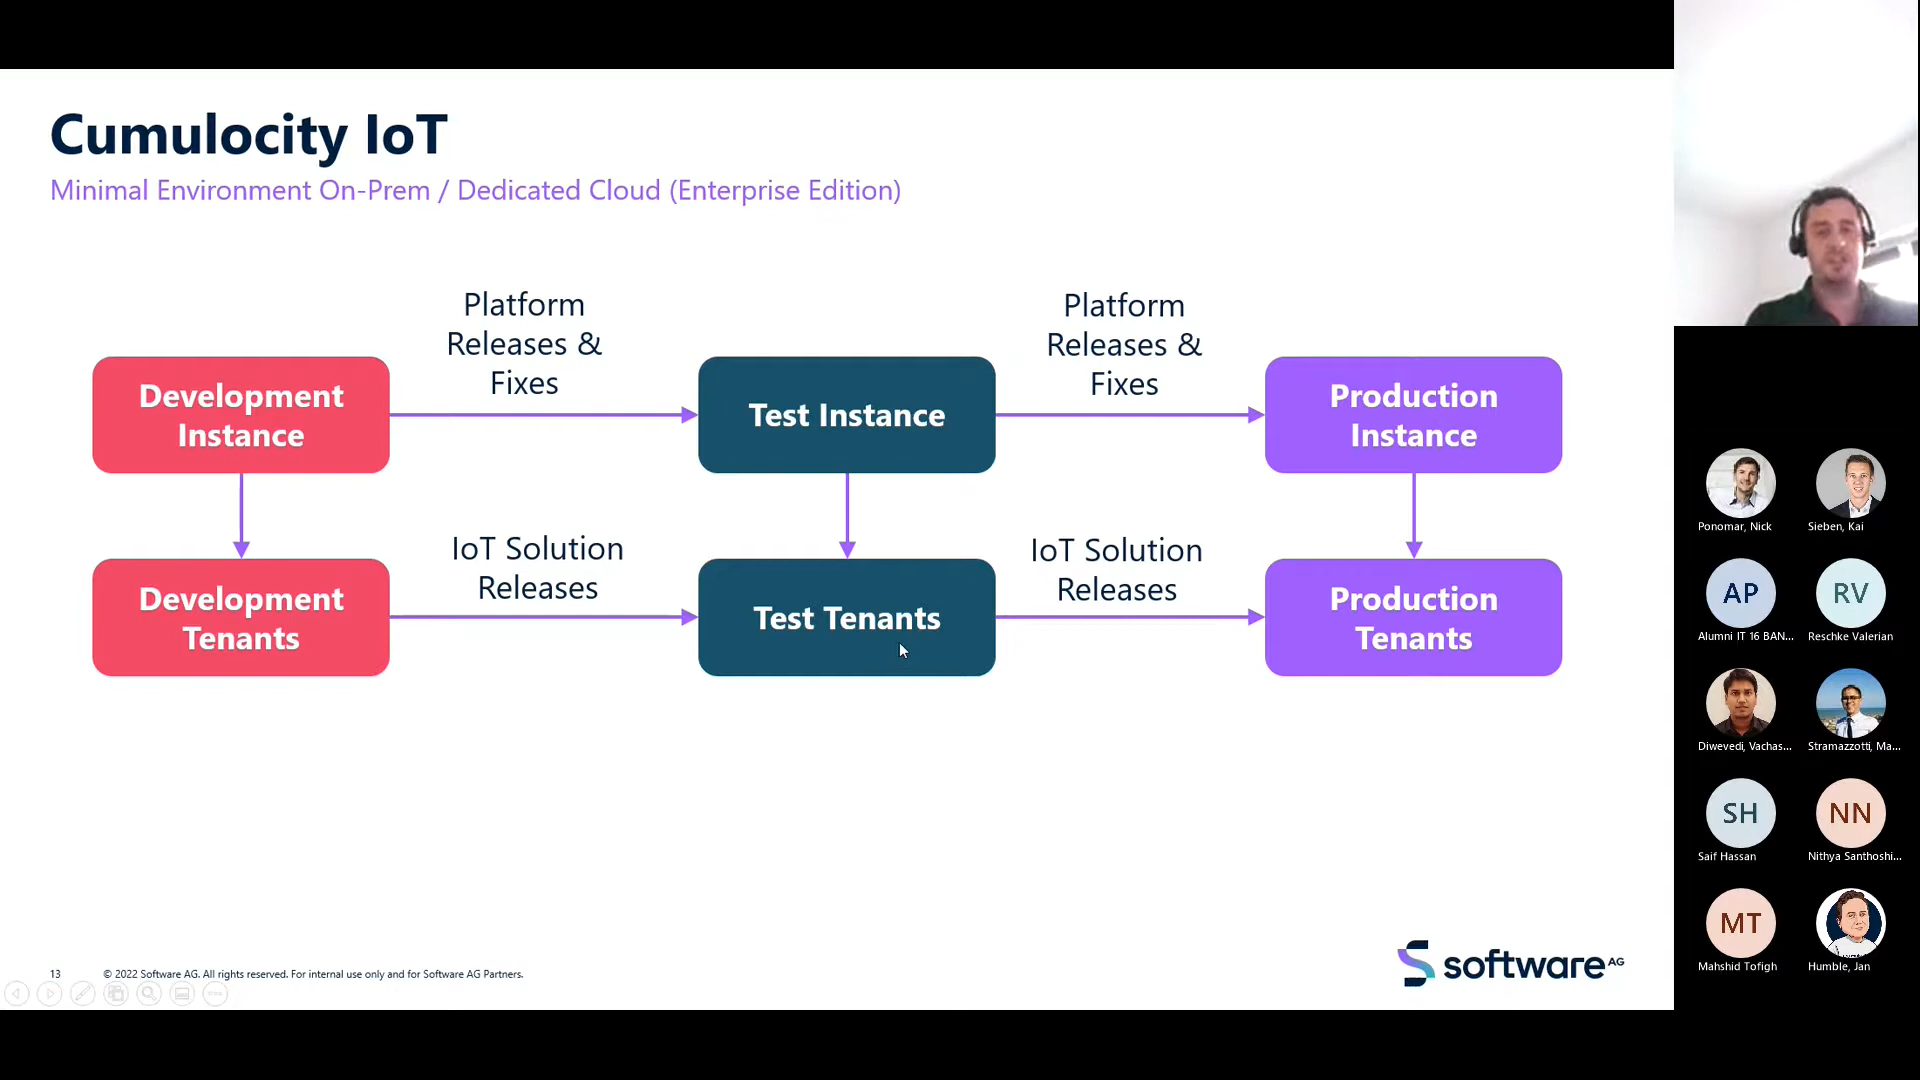 Cumulocity IoT
Minimal Environment On-Prem / Dedicated Cloud (Enterprise Edition)
Platform
Releases &
Fixes
Platform
Releases &
Fixes
Development
Instance
Test Instance
Production
Instance
IoT Solution
Releases
IoT Solution
Releases
Development
Tenants
Test Tenants
Production
Tenants
13
© 2022 Software AG. All rights reserved. For internal use only and for Software AG Partners.
software AG
Ponomar, Nick
Sieben, Kai
AP
RV
Alumni IT 16 BAN...
Reschke Valerian
Diwevedi, Vachas...
Stramazzotti, Ma...
SH
NN
Saif Hassan
Nithya Santhoshi...
MT
Mahshid Tofigh
Humble, Jan